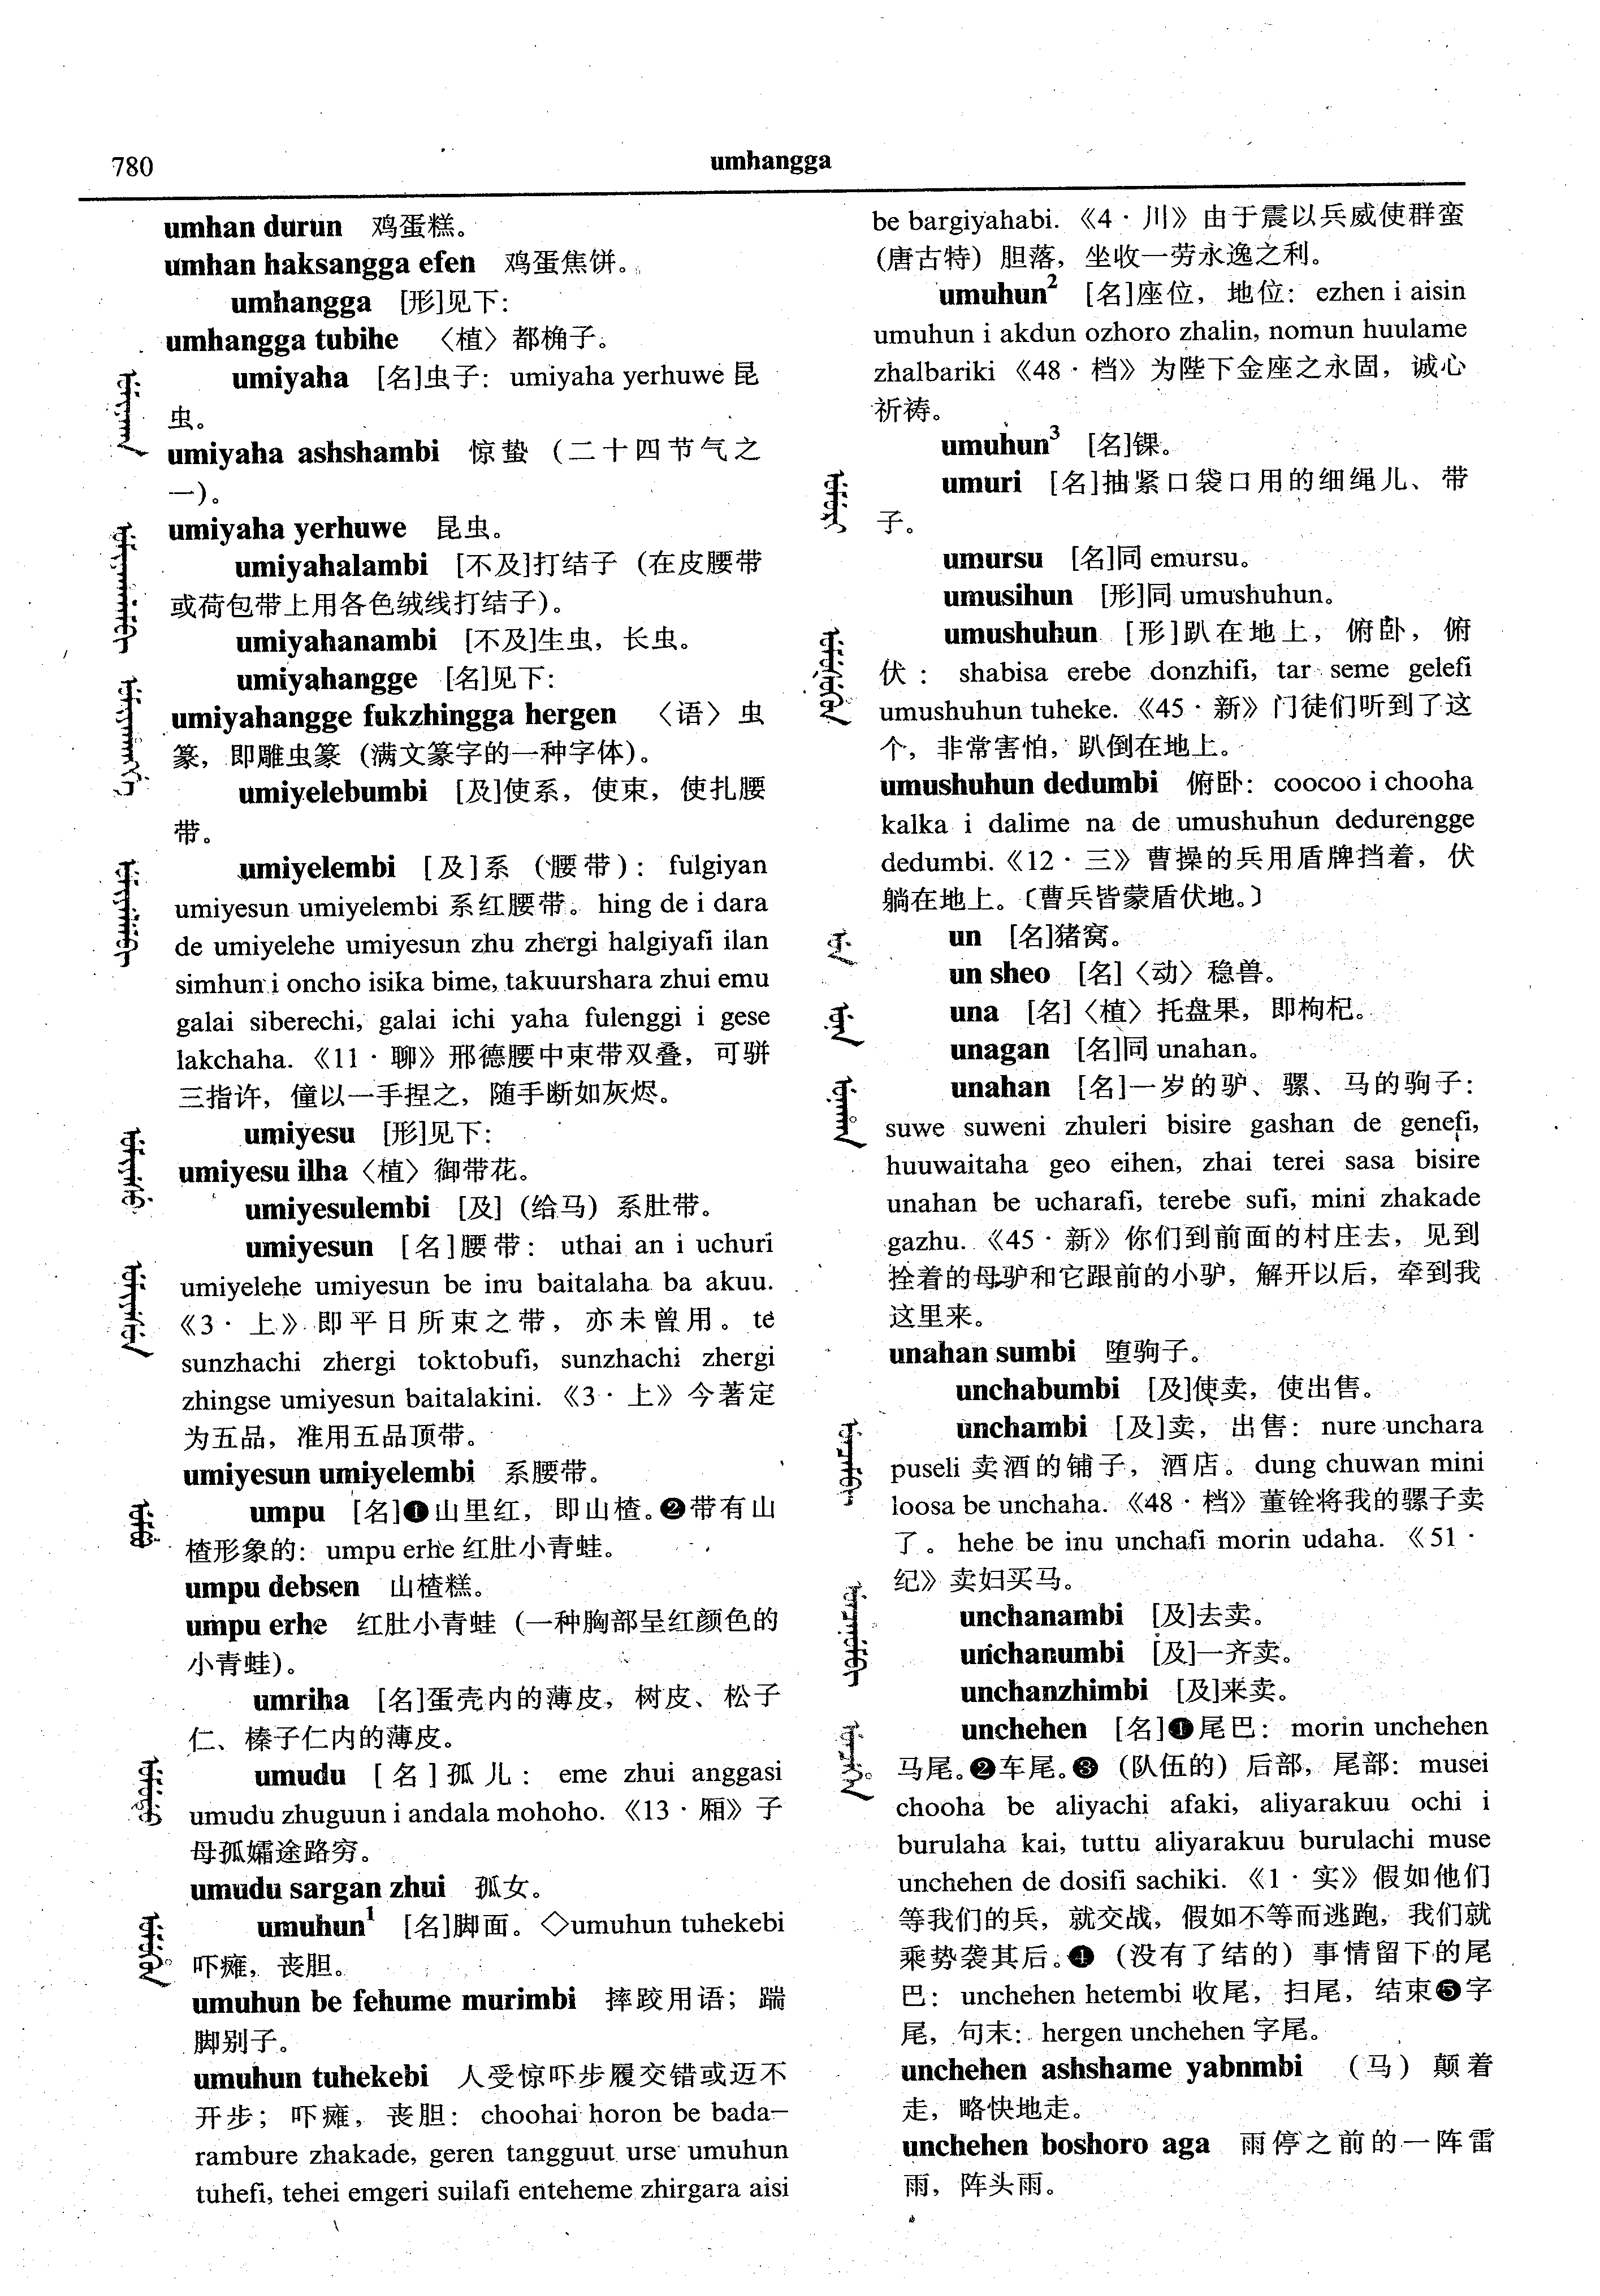 780
umhangga
umhan durun 鸡蛋糕。
umhan haksangga efen 鸡蛋焦饼。
umhangga [形]见下:
umhangga tubihe 〈植〉都桷子。
umiyaha [名]虫子: umiyaha yerhuwe 昆
虫。
umiyaha ashshambi 惊蛰 (二十四节气之
一)。
umiyaha yerhuwe 昆虫。
umiyahalambi [不及]打结子 (在皮腰带
或荷包带上用各色绒线打结子)。
umiyahanambi [不及]生虫, 长虫。
umiyahangge [名]见下:
umiyahangge fukzhingga hergen 〈语〉虫
篆, 即雕虫篆 (满文篆字的一种字体)。
umiyelebumbi [及]使系, 使束, 使扎腰
带。
umiyelembi [及]系 (腰带): fulgiyan
umiyesun umiyelembi 系红腰带。hing de i dara
de umiyelehe umiyesun zhu zhergi halgiyafi ilan
simhun i oncho isika bime, takuurshara zhui emu
galai siberechi, galai ichi yaha fulenggi i gese
lakchaha.《11·聊》邢德腰中束带双叠, 可骈
三指许, 僮以一手捏之, 随手断如灰烬。
umiyesu [形]见下:
umiyesu ilha〈植〉御带花。
umiyesulembi [及] (给马) 系肚带。
umiyesun [名]腰带: uthai an i uchuri
umiyelehe umiyesun be inu baitalaha ba akuu.
《3·上》即平日所束之带, 亦未曾用。te
sunzhachi zhergi toktobufi, sunzhachi zhergi
zhingse umiyesun baitalakini.《3·上》今著定
为五品, 准用五品顶带。
umiyesun umiyelembi 系腰带。
umpu [名]❶山里红, 即山楂。❷带有山
楂形象的: umpu erhe 红肚小青蛙。
umpu debsen 山楂糕。
umpu erhe 红肚小青蛙 (一种胸部呈红颜色的
小青蛙)。
umriha [名]蛋壳内的薄皮, 树皮、松子
仁、榛子仁内的薄皮。
umudu [名]孤儿: eme zhui anggasi
umudu zhuguun i andala mohoho.《13·厢》子
母孤孀途路穷。
umudu sargan zhui 孤女。
umuhun¹ [名]脚面。◇umuhun tuhekebi
吓瘫, 丧胆。
umuhun be fehume murimbi 摔跤用语; 踹
脚别子。
umuhun tuhekebi 人受惊吓步履交错或迈不
开步; 吓瘫, 丧胆: choohai horon be bada-
rambure zhakade, geren tangguut urse umuhun
tuhefi, tehei emgeri suilafi enteheme zhirgara aisi
be bargiyahabi.《4·川》由于震以兵威使群蛮
(唐古特) 胆落, 坐收一劳永逸之利。
umuhun² [名]座位, 地位: ezhen i aisin
umuhun i akdun ozhoro zhalin, nomun huulame
zhalbariki《48·档》为陛下金座之永固, 诚心
祈祷。
umuhun³ [名]锞。
umuri [名]抽紧口袋口用的细绳儿、带
子。
umursu [名]同 emursu。
umusihun [形]同 umushuhun。
umushuhun [形]趴在地上, 俯卧, 俯
伏: shabisa erebe donzhifi, tar seme gelefi
umushuhun tuheke.《45·新》门徒们听到了这
个, 非常害怕, 趴倒在地上。
umushuhun dedumbi 俯卧: coocoo i chooha
kalka i dalime na de umushuhun dedurengge
dedumbi.《12·三》曹操的兵用盾牌挡着, 伏
躺在地上。〔曹兵皆蒙盾伏地。〕
un [名]猪窝。
un sheo [名]〈动〉稳兽。
una [名]〈植〉托盘果, 即枸杞。
unagan [名]同 unahan。
unahan [名]一岁的驴、骡、马的驹子:
suwe suweni zhuleri bisire gashan de genefi,
huuwaitaha geo eihen, zhai terei sasa bisire
unahan be ucharafi, terebe sufi, mini zhakade
gazhu.《45·新》你们到前面的村庄去, 见到
拴着的母驴和它跟前的小驴, 解开以后, 牵到我
这里来。
unahan sumbi 堕驹子。
unchabumbi [及]使卖, 使出售。
unchambi [及]卖, 出售: nure unchara
puseli 卖酒的铺子, 酒店。dung chuwan mini
loosa be unchaha.《48·档》董铨将我的骡子卖
了。hehe be inu unchafi morin udaha.《51·
纪》卖妇买马。
unchanambi [及]去卖。
unchanumbi [及]一齐卖。
unchanzhimbi [及]来卖。
unchehen [名]❶尾巴: morin unchehen
马尾。❷车尾。❸ (队伍的) 后部, 尾部: musei
chooha be aliyachi afaki, aliyarakuu ochi i
burulaha kai, tuttu aliyarakuu burulachi muse
unchehen de dosifi sachiki.《1·实》假如他们
等我们的兵, 就交战, 假如不等而逃跑, 我们就
乘势袭其后。❹ (没有了结的) 事情留下的尾
巴: unchehen hetembi 收尾, 扫尾, 结束❺字
尾, 句末: hergen unchehen 字尾。
unchehen ashshame yabnmbi (马) 颠着
走, 略快地走。
unchehen boshoro aga 雨停之前的一阵雷
雨, 阵头雨。